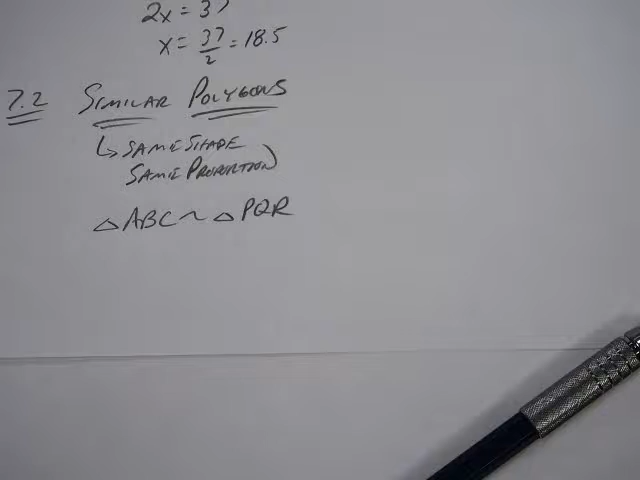 2x = 37
x = 37/2 = 18.5
7.2 SIMILAR POLYGONS
↳ SAME SHAPE
SAME PROPORTION)
△ABC ~ △PQR